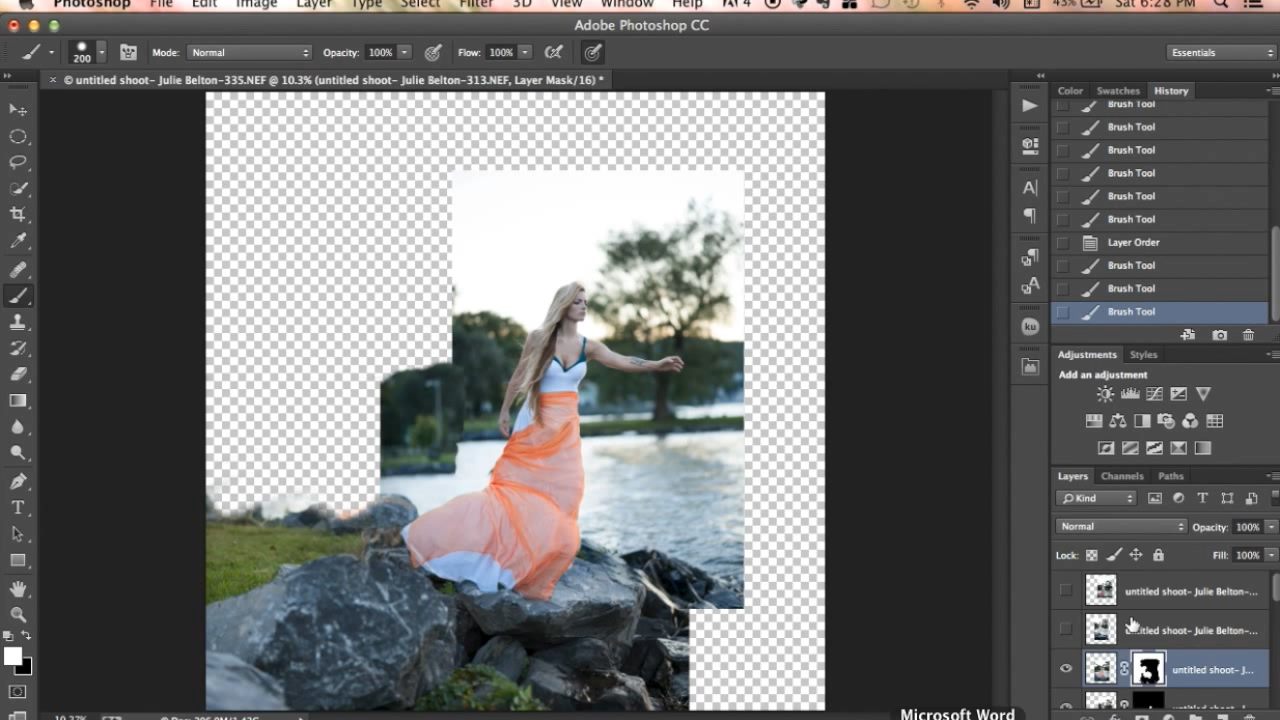 Photoshop File Edit Image Layer Type Select Filter 3D View Window Help 4 43% Sat 6:28 PM
Adobe Photoshop CC
200 Mode: Normal Opacity: 100% Flow: 100% Essentials
© untitled shoot- Julie Belton-335.NEF @ 10.3% (untitled shoot- Julie Belton-313.NEF, Layer Mask/16) *
Color Swatches History
Brush Tool
Brush Tool
Brush Tool
Brush Tool
Brush Tool
Brush Tool
Layer Order
Brush Tool
Brush Tool
Brush Tool
Adjustments Styles
Add an adjustment
Layers Channels Paths
Kind
Normal Opacity: 100%
Lock: Fill: 100%
untitled shoot- Julie Belton-...
untitled shoot- Julie Belton-...
untitled shoot- J...
Microsoft Word